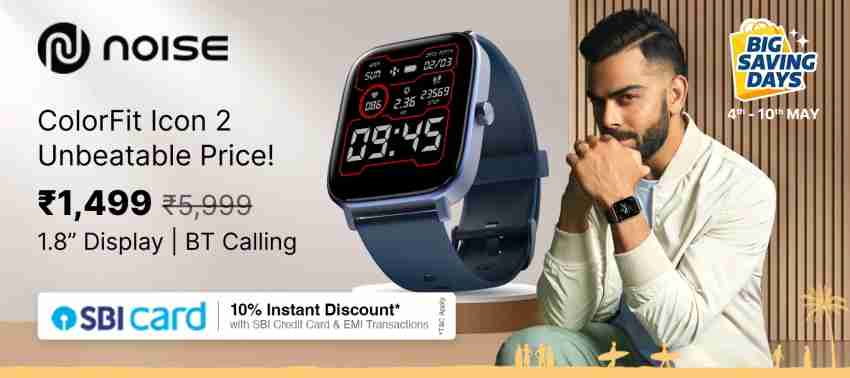 NOISE
ColorFit Icon 2
Unbeatable Price!
₹1,499 ₹5,999
1.8” Display | BT Calling
SBI card
10% Instant Discount*
with SBI Credit Card & EMI Transactions
*T&C Apply
SUN 02/03
086 2.36 23569
STEP
09:45
BIG
SAVING
DAYS
4th - 10th MAY